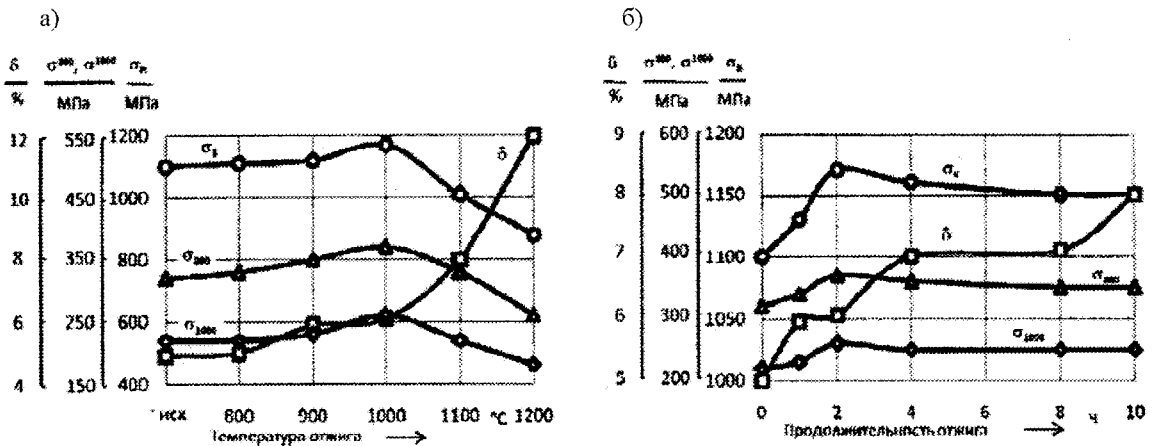 а)
б)
δ σ⁸⁰⁰, σ¹⁰⁰⁰ σв
% МПа МПа
12 550 1200
10 450 1000
8 350 800
6 250 600
4 150 400
σв
δ
σ₈₀₀
σ₁₀₀₀
исх 800 900 1000 1100 °C 1200
Температура отжига →
δ σ⁸⁰⁰, σ¹⁰⁰⁰ σв
% МПа МПа
9 600 1200
8 500 1150
7 400 1100
6 300 1050
5 200 1000
σв
δ
σ₈₀₀
σ₁₀₀₀
0 2 4 6 8 ч 10
Продолжительность отжига →